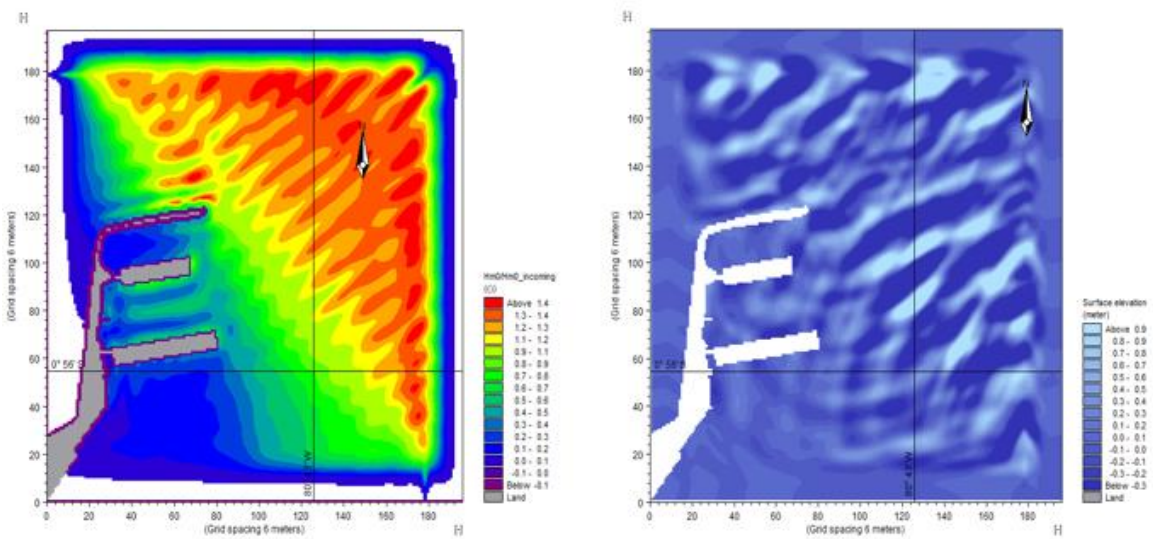 [-]
180
160
140
120
100
80
60
40
20
0
(Grid spacing 6 meters)
0 20 40 60 80 100 120 140 160 180
(Grid spacing 6 meters)
[-]
N
0° 56' S
Hm0/Hm0_incoming
Above 1.4
1.3 - 1.4
1.2 - 1.3
1.1 - 1.2
1.0 - 1.1
0.9 - 1.0
0.8 - 0.9
0.7 - 0.8
0.6 - 0.7
0.5 - 0.6
0.4 - 0.5
0.3 - 0.4
0.2 - 0.3
0.1 - 0.2
0.0 - 0.1
-0.1 - 0.0
Below -0.1
Land
[-]
180
160
140
120
100
80
60
40
20
0
(Grid spacing 6 meters)
0 20 40 60 80 100 120 140 160 180
(Grid spacing 6 meters)
[-]
N
0° 56' S
Surface elevation
(meter)
Above 0.9
0.8 - 0.9
0.7 - 0.8
0.6 - 0.7
0.5 - 0.6
0.4 - 0.5
0.3 - 0.4
0.2 - 0.3
0.1 - 0.2
0.0 - 0.1
-0.1 - 0.0
-0.2 - -0.1
-0.3 - -0.2
Below -0.3
Land